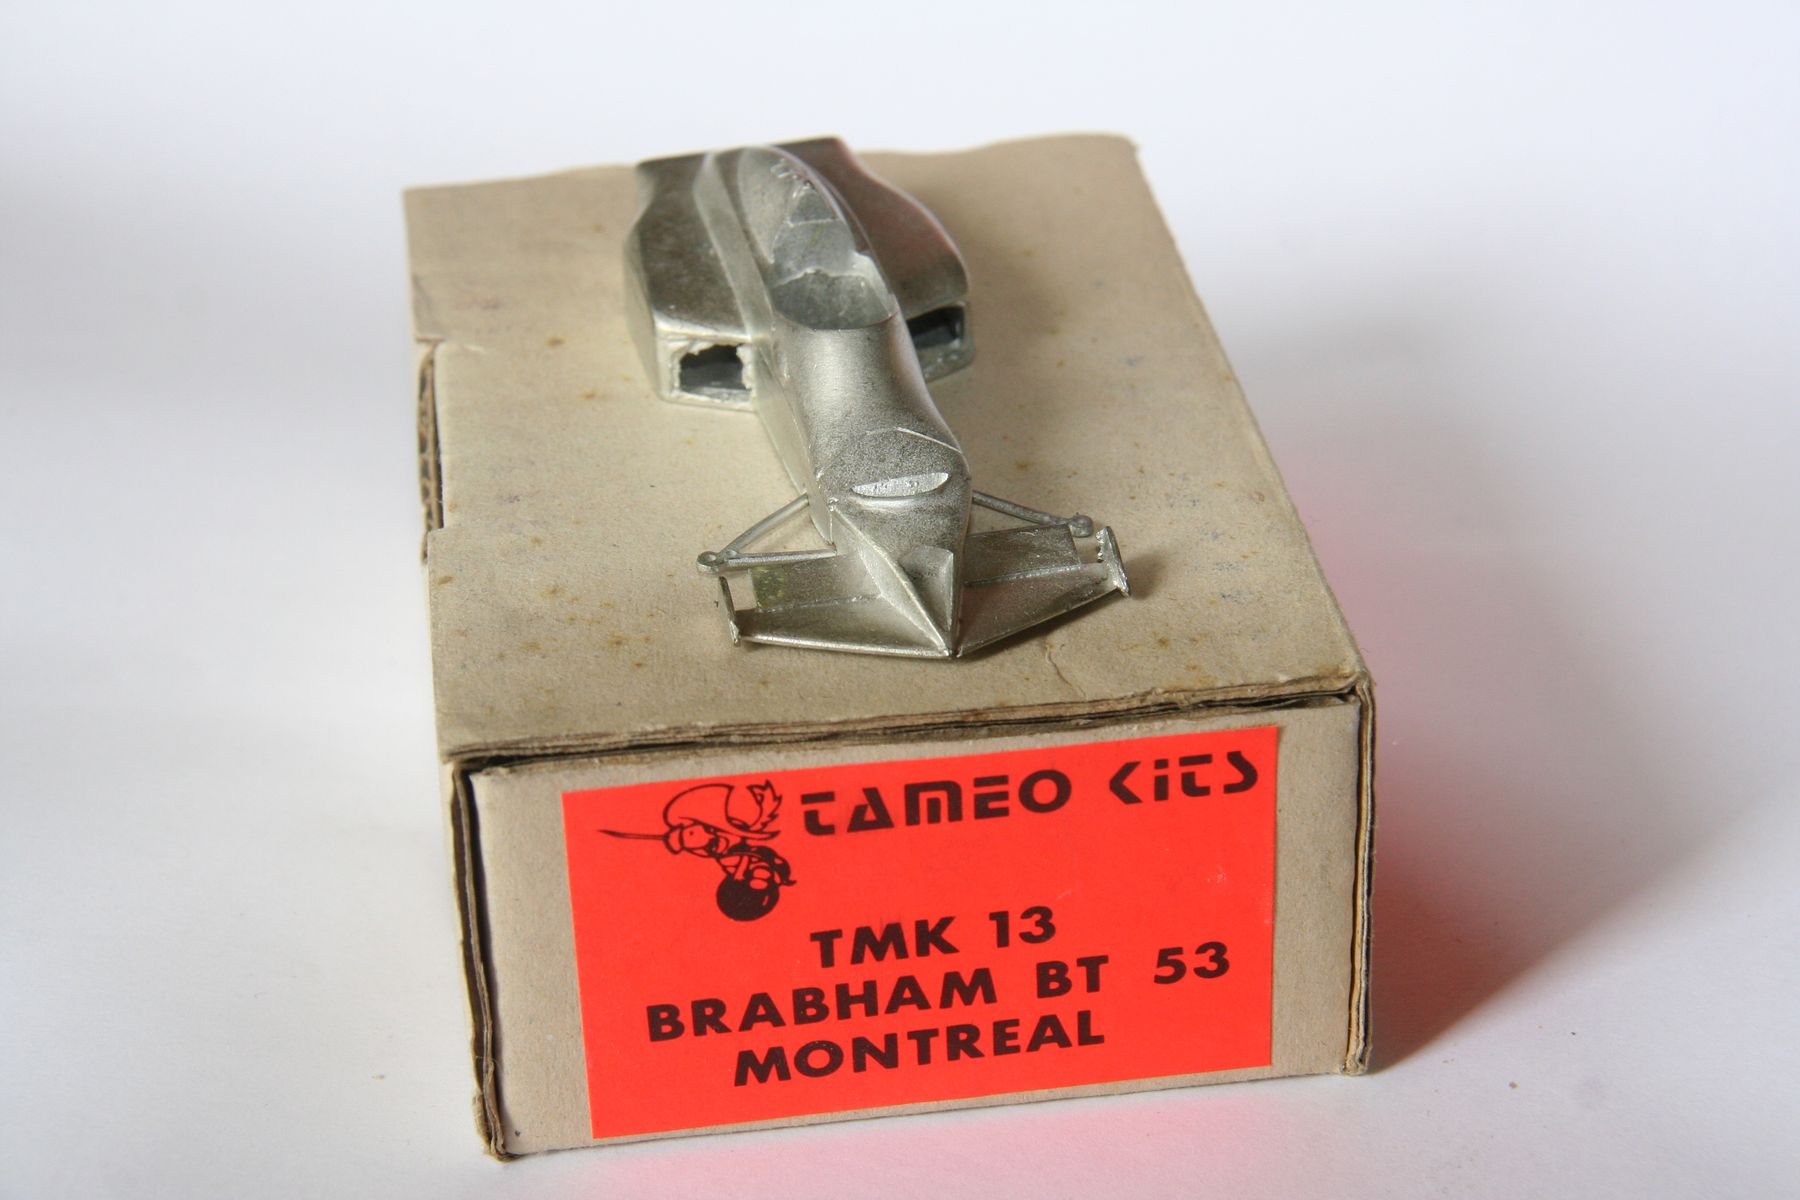 TAMEO KITS
TMK 13
BRABHAM BT 53
MONTREAL